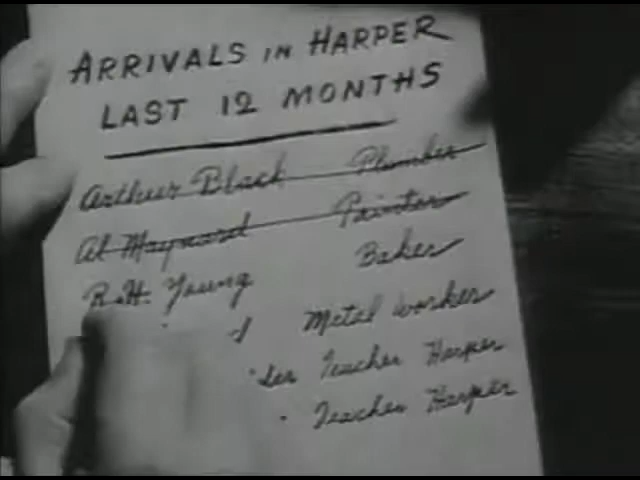 ARRIVALS IN HARPER
LAST 12 MONTHS
Arthur Black Plumber
Al Maynard Painter
R.H. Young Baker
Metal worker
Teacher Harper
Teacher Harper